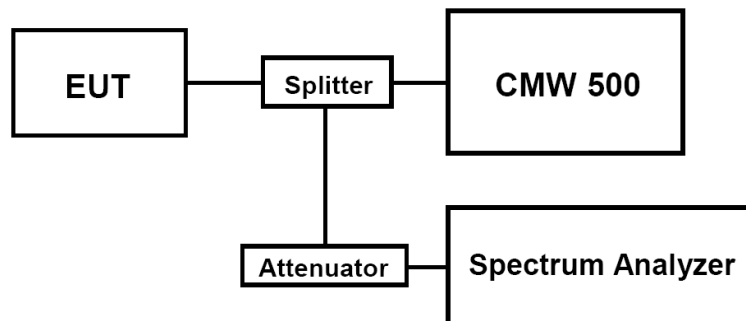 EUT
Splitter
CMW 500
Attenuator
Spectrum Analyzer